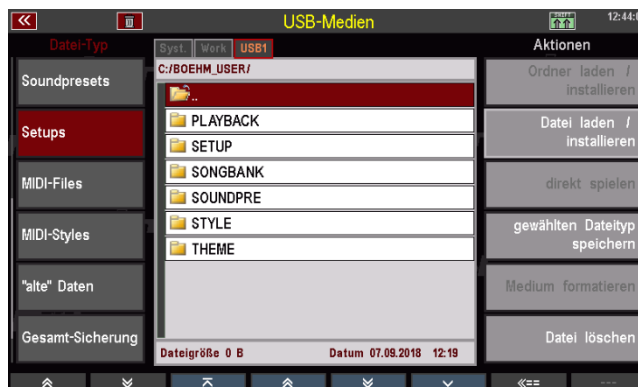 USB-Medien
SHIFT
12:44:
Datei-Typ
Syst. Work USB1
Aktionen
C:/BOEHM_USER/
..
PLAYBACK
SETUP
SONGBANK
SOUNDPRE
STYLE
THEME
Dateigröße 0 B Datum 07.09.2018 12:19
Soundpresets
Setups
MIDI-Files
MIDI-Styles
"alte" Daten
Gesamt-Sicherung
Ordner laden /
installieren
Datei laden /
installieren
direkt spielen
gewählten Dateityp
speichern
Medium formatieren
Datei löschen